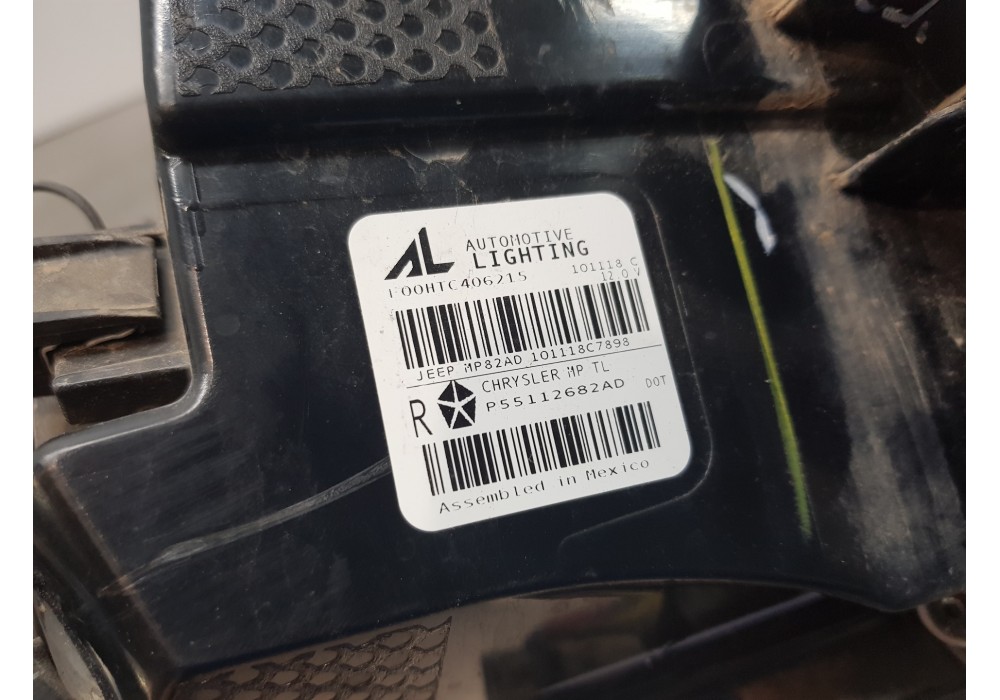 AL AUTOMOTIVE
LIGHTING
F00HTC406215
101118 C
12.0 V
JEEP MP82AD 101118C7898
CHRYSLER MP TL
R P55112682AD DOT
Assembled in Mexico